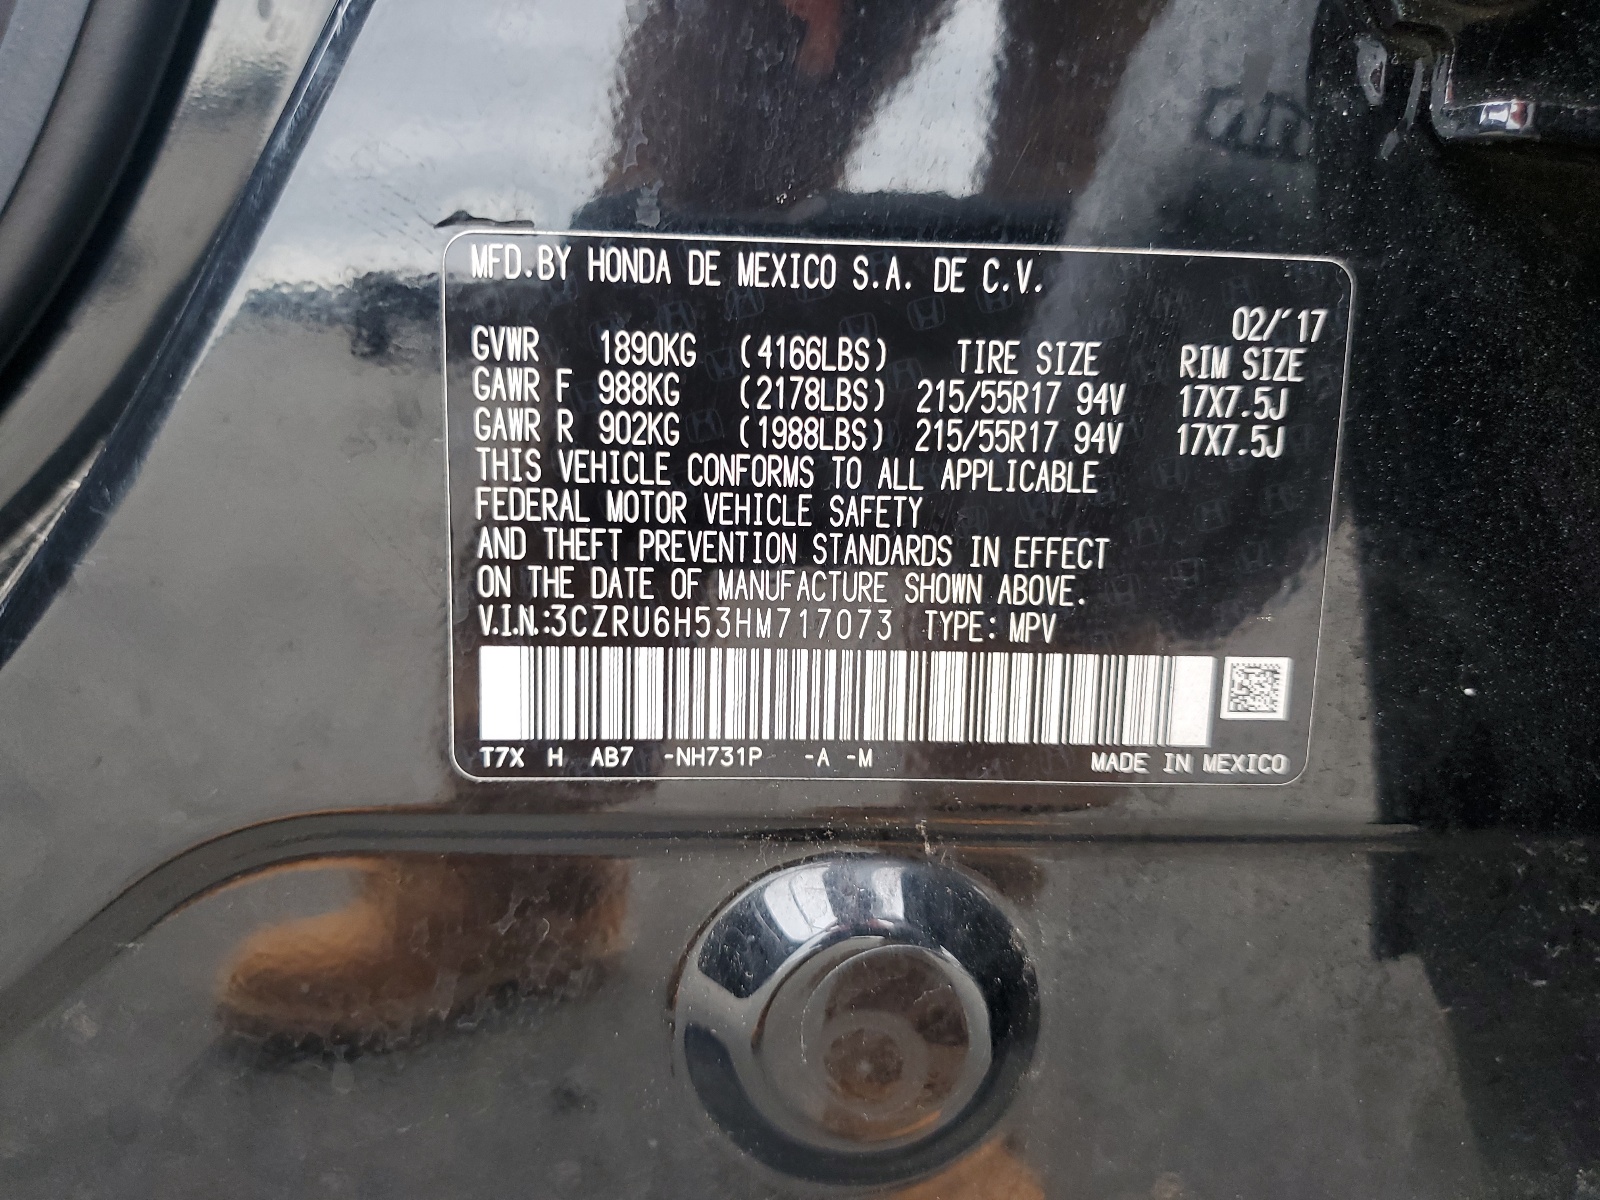 MFD.BY HONDA DE MEXICO S.A. DE C.V.
02/'17
GVWR 1890KG (4166LBS) TIRE SIZE RIM SIZE
GAWR F 988KG (2178LBS) 215/55R17 94V 17X7.5J
GAWR R 902KG (1988LBS) 215/55R17 94V 17X7.5J
THIS VEHICLE CONFORMS TO ALL APPLICABLE
FEDERAL MOTOR VEHICLE SAFETY
AND THEFT PREVENTION STANDARDS IN EFFECT
ON THE DATE OF MANUFACTURE SHOWN ABOVE.
V.I.N.:3CZRU6H53HM717073 TYPE: MPV
T7X H AB7 -NH731P -A -M MADE IN MEXICO